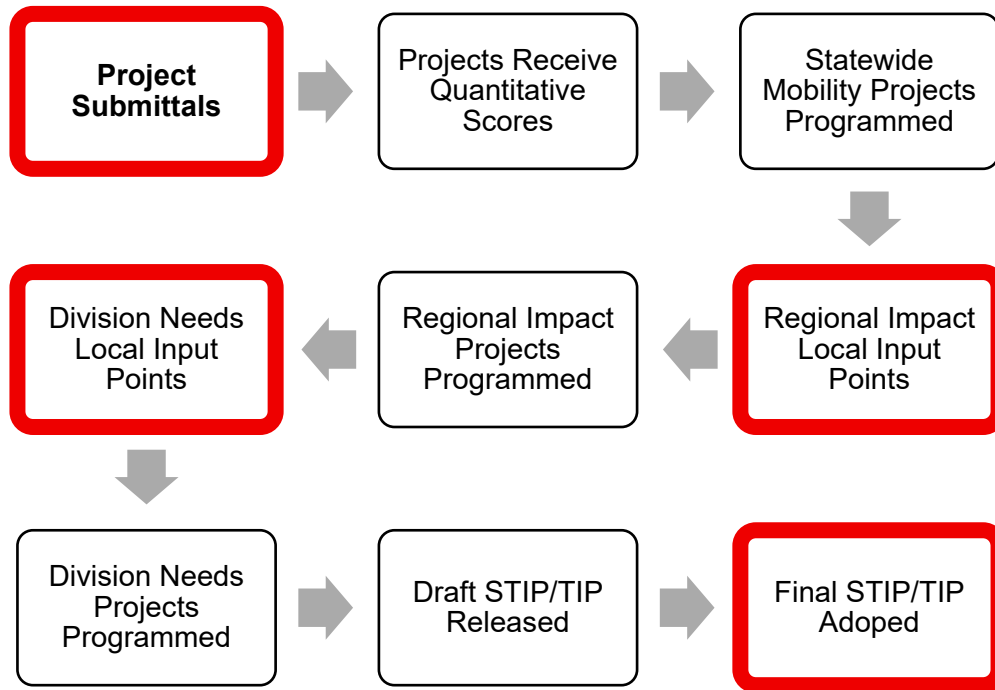 Project
Submittals
Projects Receive
Quantitative
Scores
Statewide
Mobility Projects
Programmed
Regional Impact
Local Input
Points
Regional Impact
Projects
Programmed
Division Needs
Local Input
Points
Division Needs
Projects
Programmed
Draft STIP/TIP
Released
Final STIP/TIP
Adoped